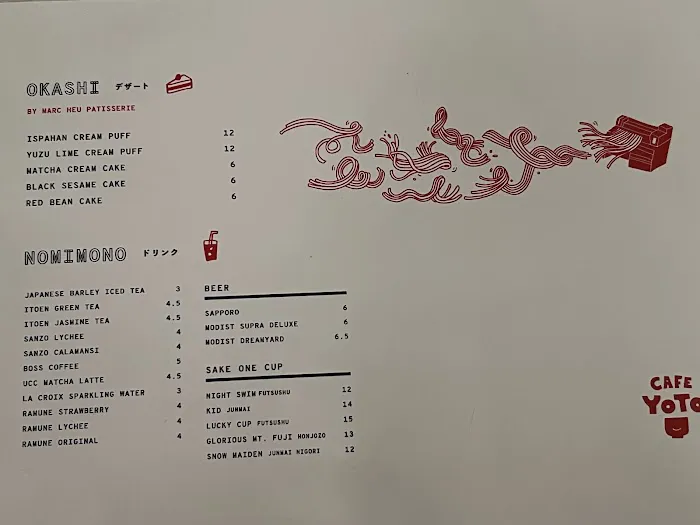 OKASHI デザート
BY MARC HEU PATISSERIE
ISPAHAN CREAM PUFF 12
YUZU LIME CREAM PUFF 12
MATCHA CREAM CAKE 6
BLACK SESAME CAKE 6
RED BEAN CAKE 6
NOMIMONO ドリンク
JAPANESE BARLEY ICED TEA 3
ITOEN GREEN TEA 4.5
ITOEN JASMINE TEA 4.5
SANZO LYCHEE 4
SANZO CALAMANSI 4
BOSS COFFEE 5
UCC MATCHA LATTE 4.5
LA CROIX SPARKLING WATER 3
RAMUNE STRAWBERRY 4
RAMUNE LYCHEE 4
RAMUNE ORIGINAL 4
BEER
SAPPORO 6
MODIST SUPRA DELUXE 6
MODIST DREAMYARD 6.5
SAKE ONE CUP
NIGHT SWIM FUTSUSHU 12
KID JUNMAI 14
LUCKY CUP FUTSUSHU 15
GLORIOUS MT. FUJI HONJOZO 13
SNOW MAIDEN JUNMAI NIGORI 12
CAFE
YOTO